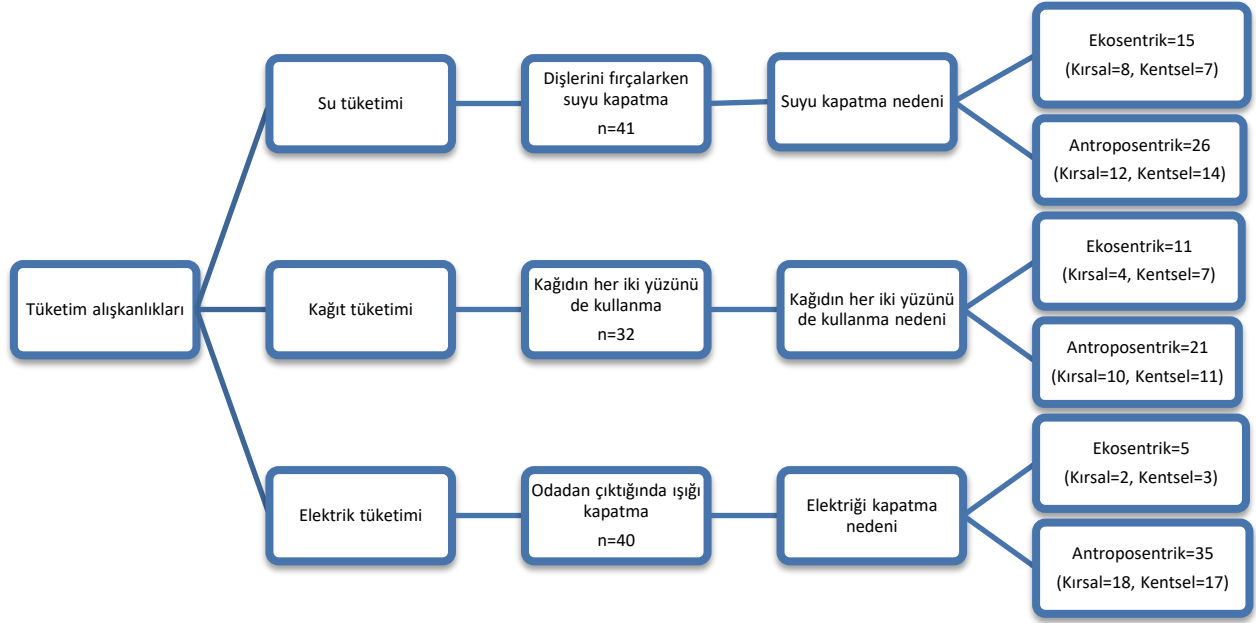 Tüketim alışkanlıkları
Su tüketimi
Dişlerini fırçalarken
suyu kapatma
n=41
Suyu kapatma nedeni
Ekosentrik=15
(Kırsal=8, Kentsel=7)
Antroposentrik=26
(Kırsal=12, Kentsel=14)
Kağıt tüketimi
Kağıdın her iki yüzünü
de kullanma
n=32
Kağıdın her iki yüzünü
de kullanma nedeni
Ekosentrik=11
(Kırsal=4, Kentsel=7)
Antroposentrik=21
(Kırsal=10, Kentsel=11)
Elektrik tüketimi
Odadan çıktığında ışığı
kapatma
n=40
Elektriği kapatma
nedeni
Ekosentrik=5
(Kırsal=2, Kentsel=3)
Antroposentrik=35
(Kırsal=18, Kentsel=17)